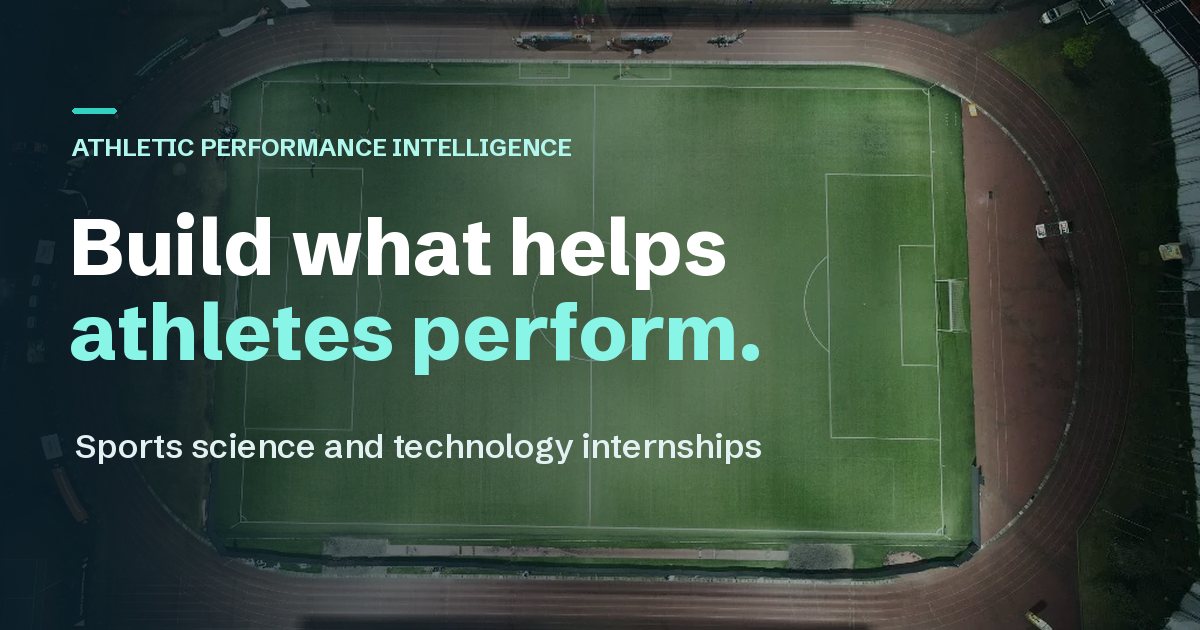 ATHLETIC PERFORMANCE INTELLIGENCE
Build what helps
athletes perform.
Sports science and technology internships